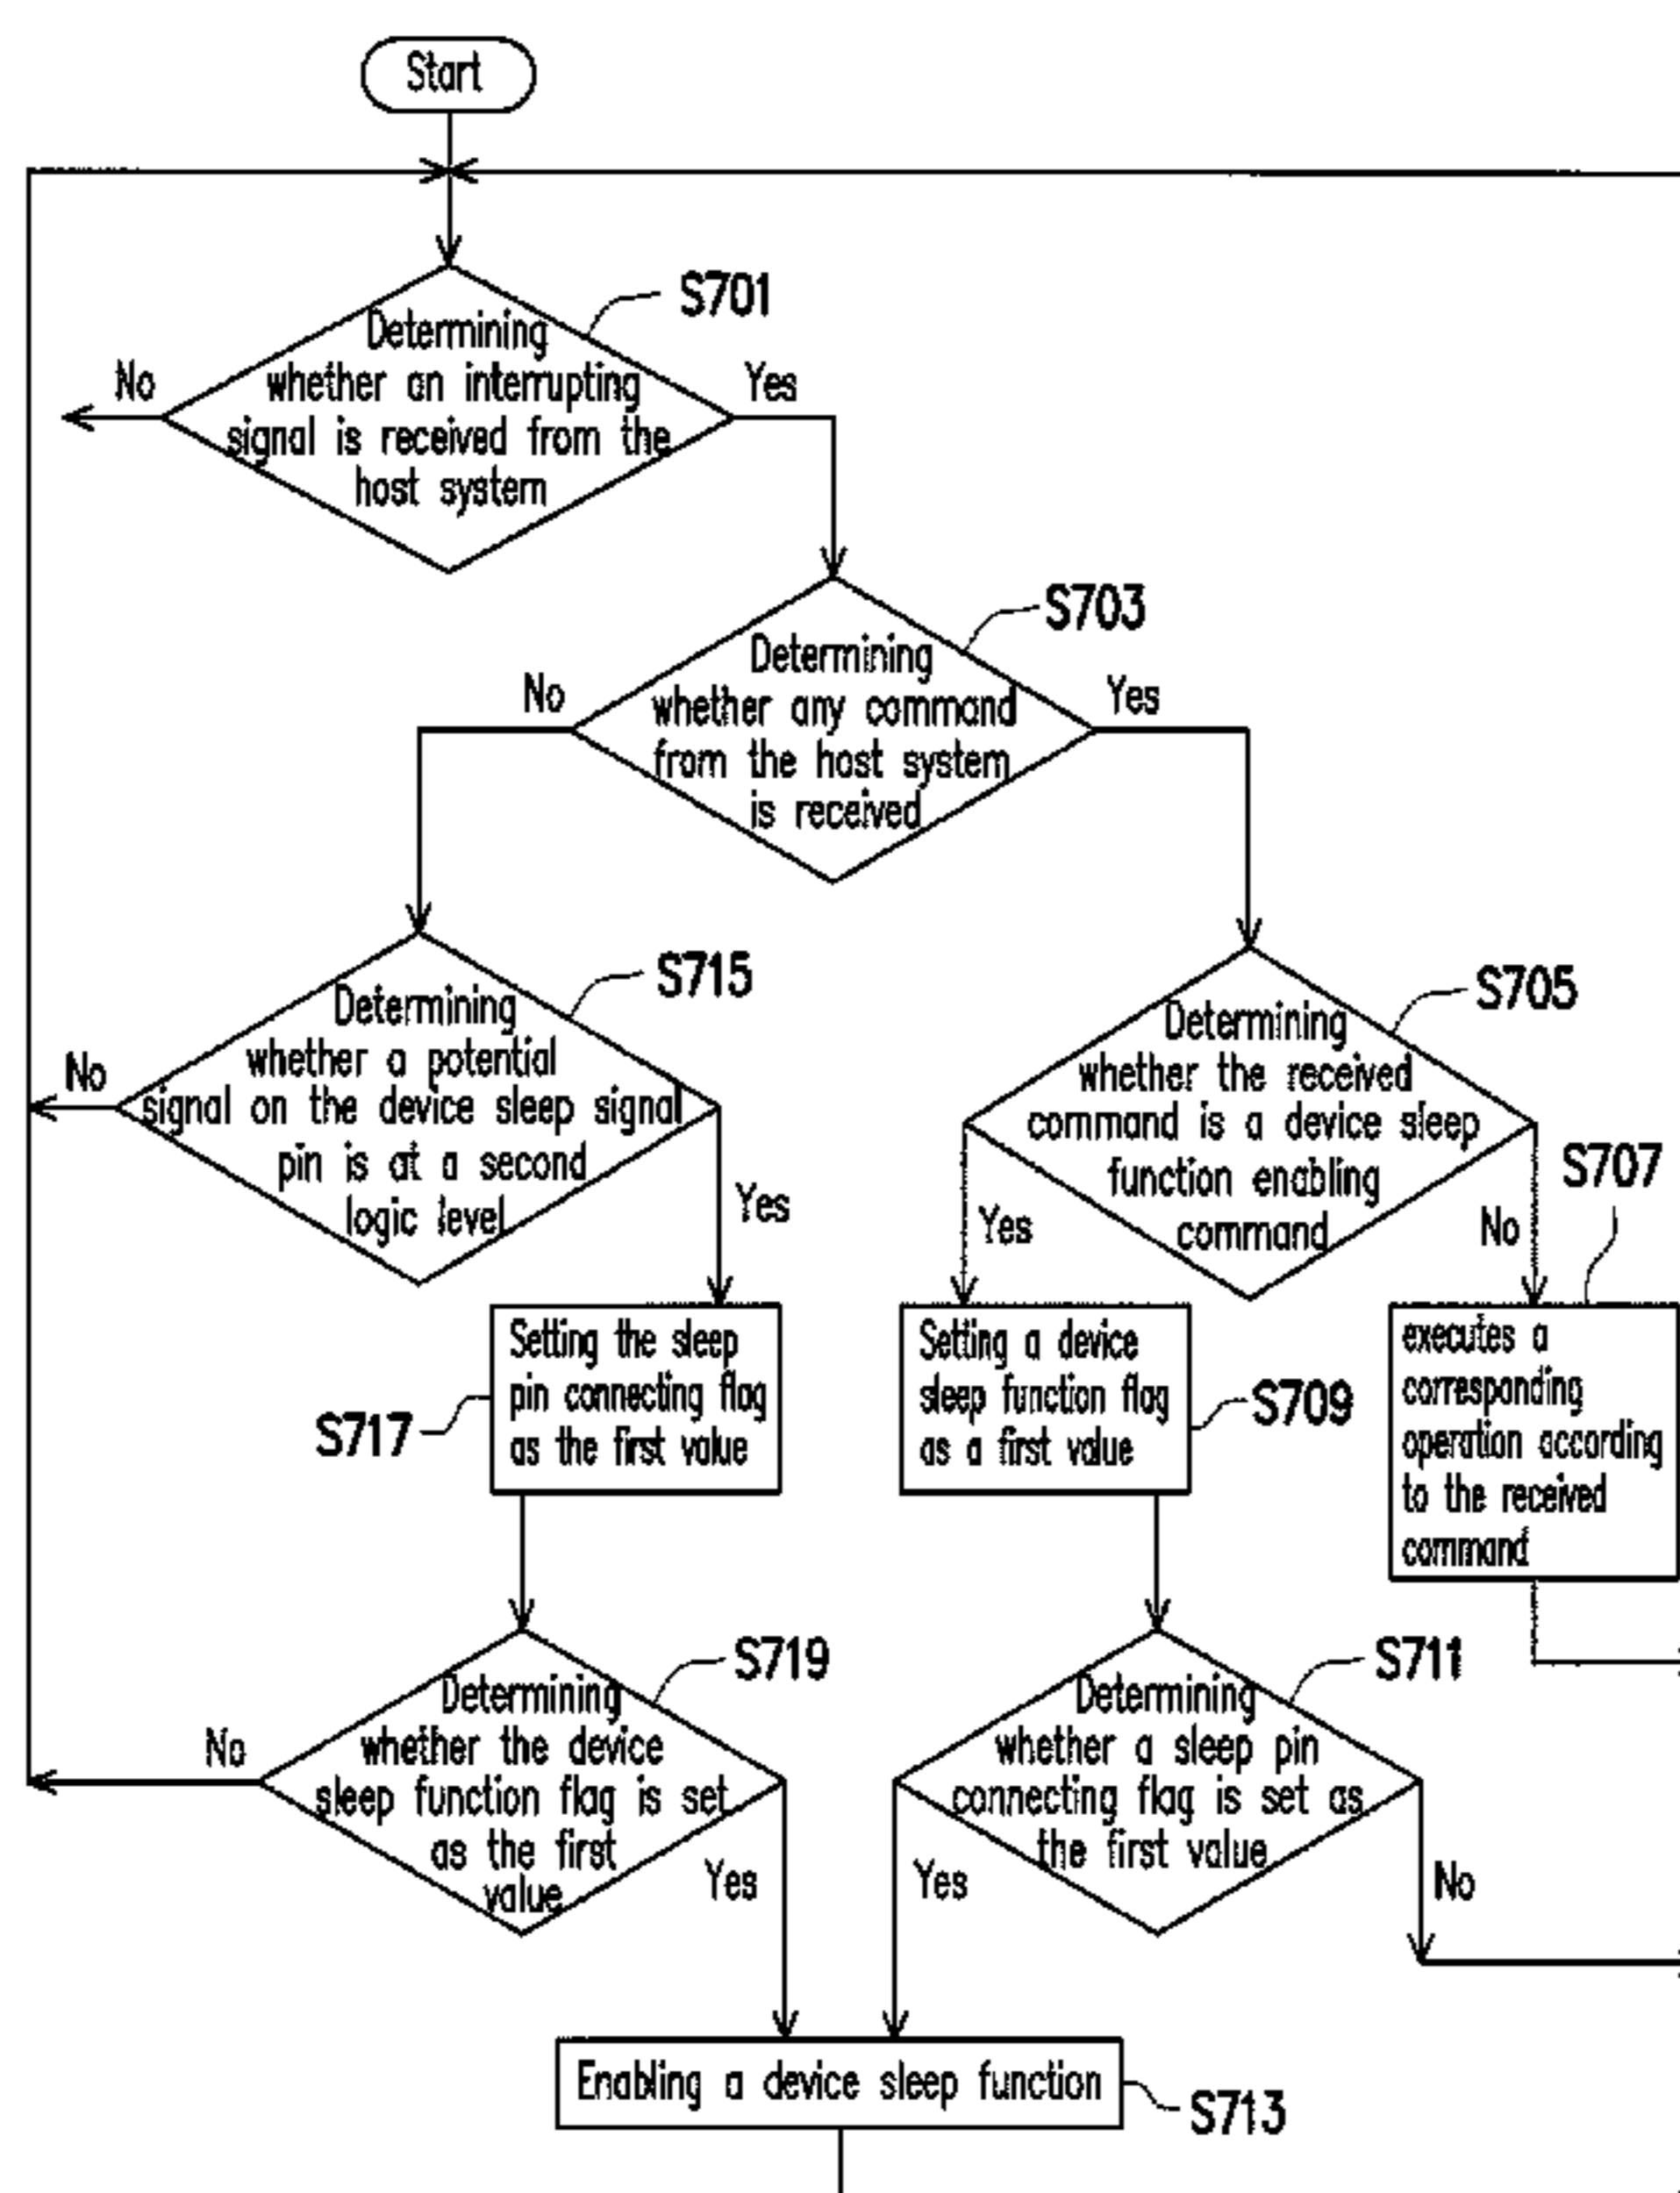 Start
S701
Determining
whether an interrupting
signal is received from the
host system
No
Yes
S703
Determining
whether any command
from the host system
is received
No
Yes
S715
Determining
whether a potential
signal on the device sleep signal
pin is at a second
logic level
No
Yes
S705
Determining
whether the received
command is a device sleep
function enabling
command
Yes
No
S707
Setting the sleep
pin connecting flag
as the first value
S717
Setting a device
sleep function flag
as a first value
S709
executes a
corresponding
operation according
to the received
command
S719
Determining
whether the device
sleep function flag is set
as the first
value
No
Yes
S711
Determining
whether a sleep pin
connecting flag is set as
the first value
Yes
No
Enabling a device sleep function
S713